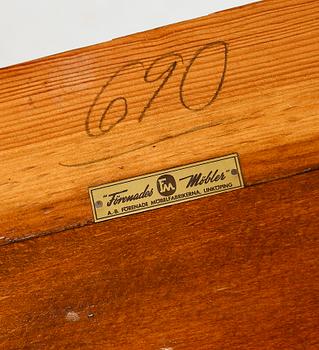 690
"Förenades FM Möbler"
A.B. FÖRENADE MÖBELFABRIKERNA, LINKÖPING